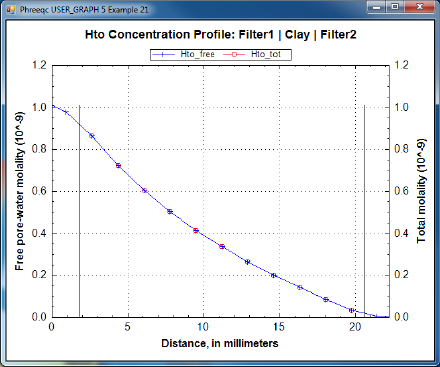 Phreeqc USER_GRAPH 5 Example 21
Hto Concentration Profile: Filter1 | Clay | Filter2
Hto_free Hto_tot
1.2 1.2
1.0 1.0
0.8 0.8
0.6 0.6
0.4 0.4
0.2 0.2
0.0 0.0
Free pore-water molality (10^-9)
Total molality (10^-9)
0 5 10 15 20
Distance, in millimeters